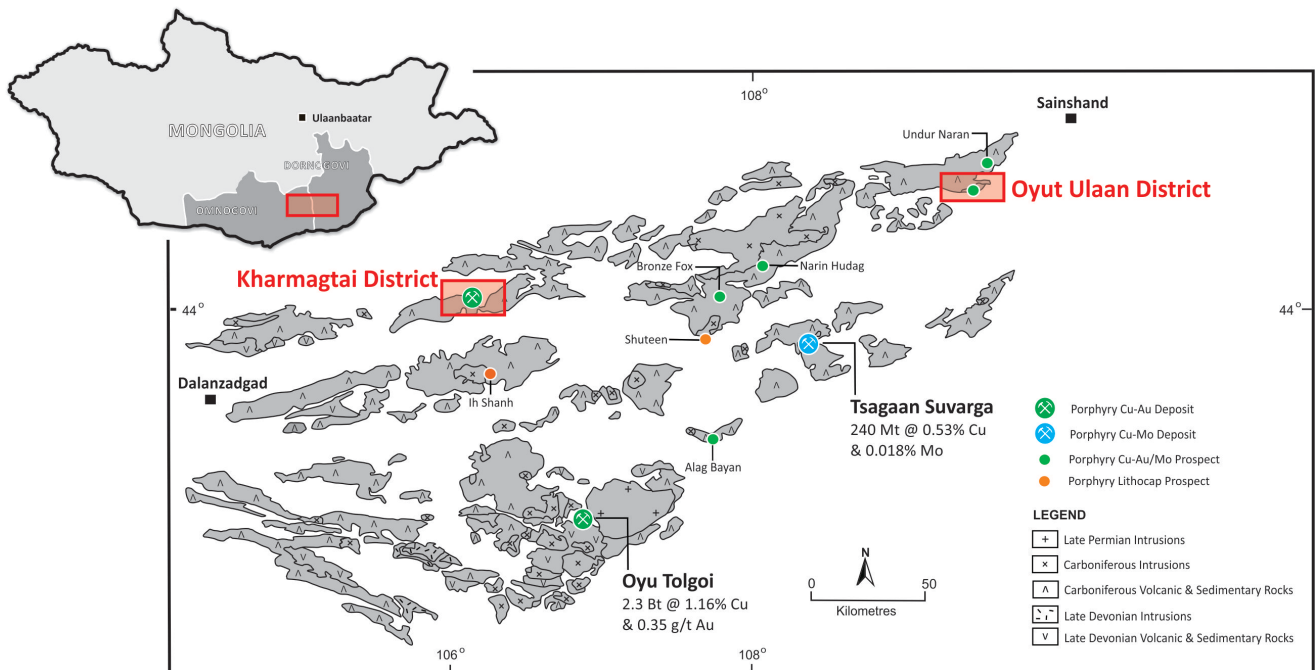 MONGOLIA
Ulaanbaatar
DORNOGOVI
OMNOGOVI
108°
Sainshand
Undur Naran
Oyut Ulaan District
Kharmagtai District
Bronze Fox
Narin Hudag
44°
44°
Shuteen
Dalanzadgad
Ih Shanh
Tsagaan Suvarga
240 Mt @ 0.53% Cu
& 0.018% Mo
Alag Bayan
Oyu Tolgoi
2.3 Bt @ 1.16% Cu
& 0.35 g/t Au
N
0
50
Kilometres
Porphyry Cu-Au Deposit
Porphyry Cu-Mo Deposit
Porphyry Cu-Au/Mo Prospect
Porphyry Lithocap Prospect
LEGEND
Late Permian Intrusions
Carboniferous Intrusions
Carboniferous Volcanic & Sedimentary Rocks
Late Devonian Intrusions
Late Devonian Volcanic & Sedimentary Rocks
106°
108°